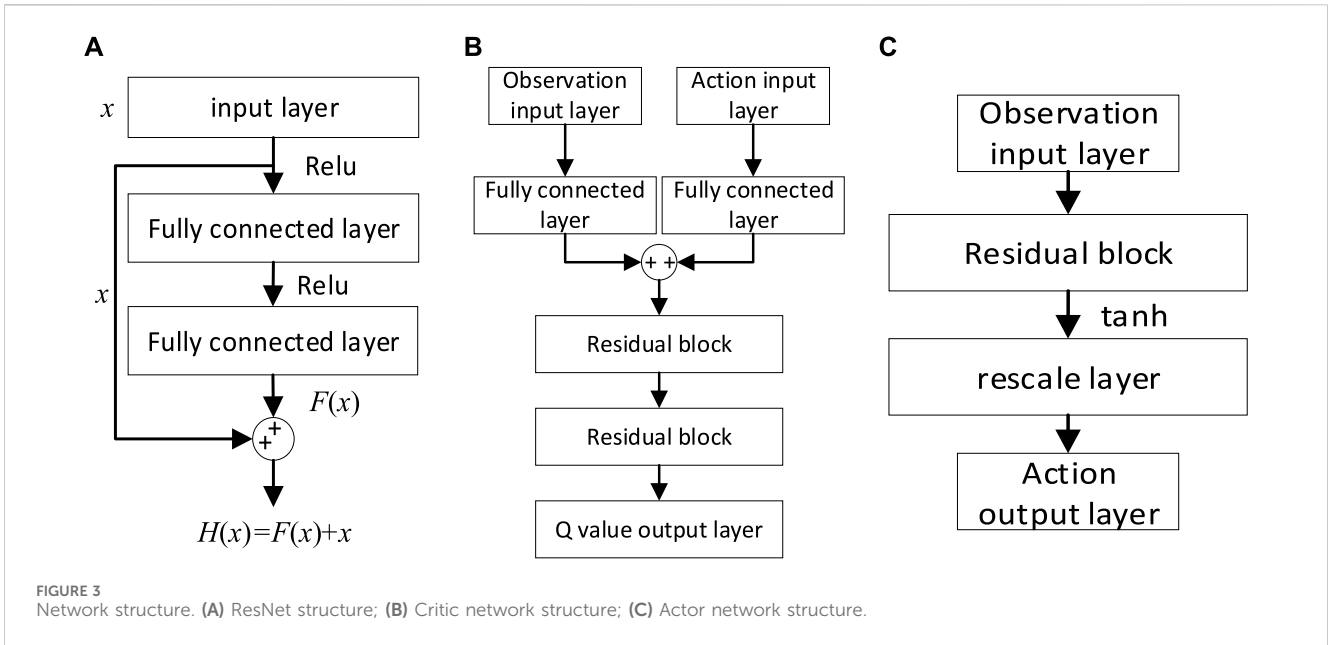 A
x
input layer
Relu
Fully connected layer
x
Relu
Fully connected layer
F(x)
+
+
H(x)=F(x)+x
B
Observation
input layer
Action input
layer
Fully connected
layer
Fully connected
layer
+ +
Residual block
Residual block
Q value output layer
C
Observation
input layer
Residual block
tanh
rescale layer
Action
output layer
FIGURE 3
Network structure. (A) ResNet structure; (B) Critic network structure; (C) Actor network structure.